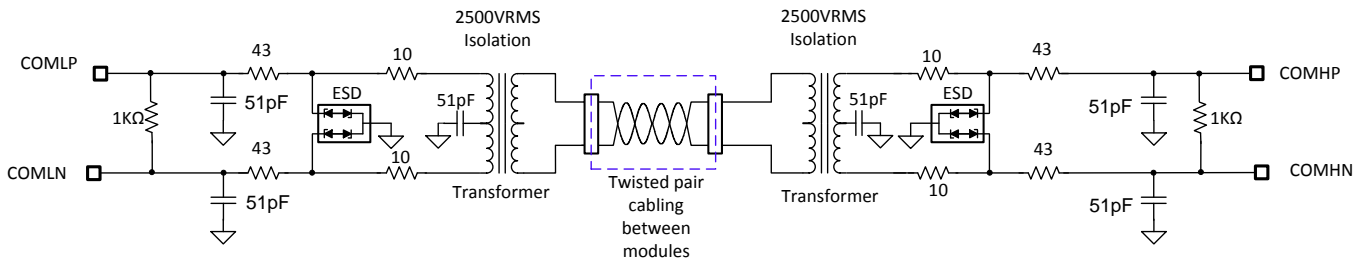 2500VRMS
Isolation
2500VRMS
Isolation
COMLP
43
10
51pF
ESD
51pF
1KΩ
COMLN
43
10
51pF
Transformer
Twisted pair
cabling
between
modules
Transformer
10
43
COMHP
51pF
ESD
51pF
1KΩ
10
43
COMHN
51pF